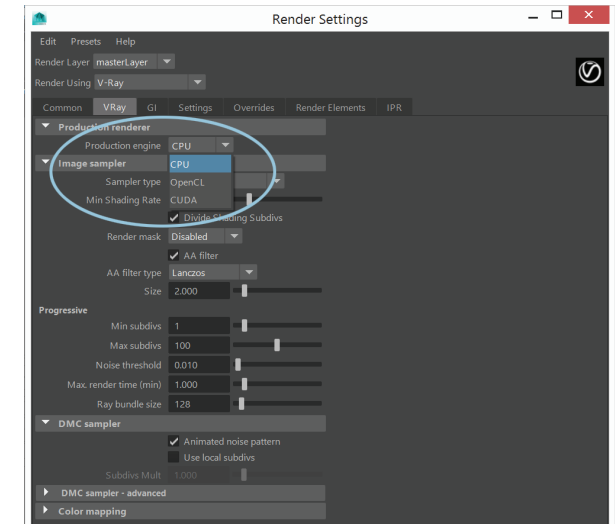 Render Settings
Edit Presets Help
Render Layer masterLayer
Render Using V-Ray
Common VRay GI Settings Overrides Render Elements IPR
Production renderer
Production engine CPU
Image sampler CPU
Sampler type OpenCL
Min Shading Rate CUDA
Divide Shading Subdivs
Render mask Disabled
AA filter
AA filter type Lanczos
Size 2.000
Progressive
Min subdivs 1
Max subdivs 100
Noise threshold 0.010
Max. render time (min) 1.000
Ray bundle size 128
DMC sampler
Animated noise pattern
Use local subdivs
Subdivs Mult 1.000
DMC sampler - advanced
Color mapping